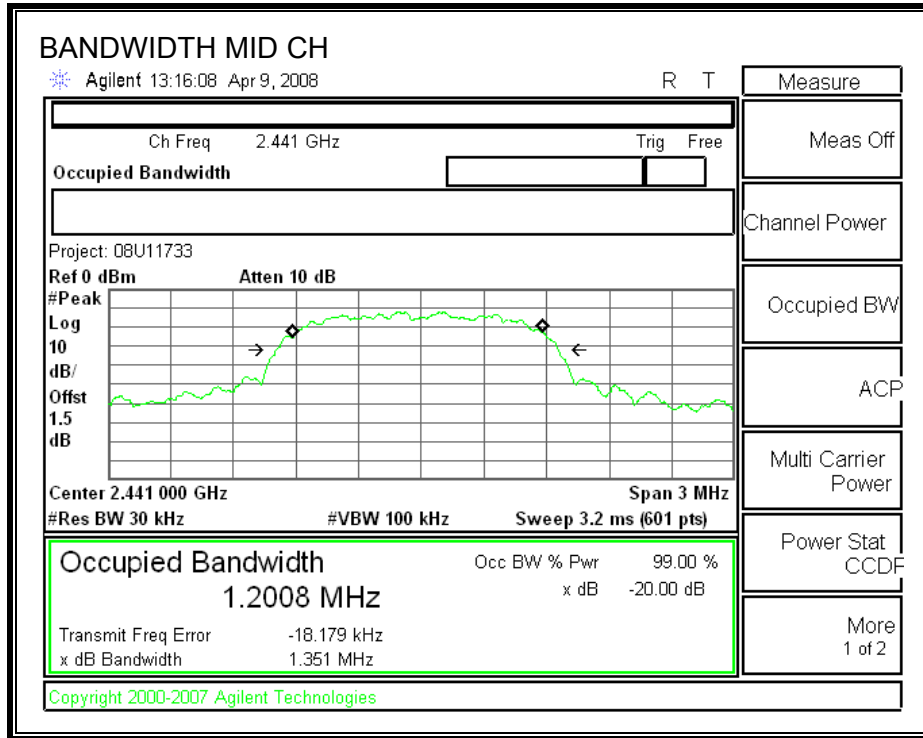 BANDWIDTH MID CH
Agilent 13:16:08 Apr 9, 2008 R T
Ch Freq 2.441 GHz Trig Free
Occupied Bandwidth
Project: 08U11733
Ref 0 dBm Atten 10 dB
#Peak
Log
10
dB/
Offst
1.5
dB
Center 2.441 000 GHz Span 3 MHz
#Res BW 30 kHz #VBW 100 kHz Sweep 3.2 ms (601 pts)
Occupied Bandwidth Occ BW % Pwr 99.00 %
1.2008 MHz x dB -20.00 dB
Transmit Freq Error -18.179 kHz
x dB Bandwidth 1.351 MHz
Copyright 2000-2007 Agilent Technologies
Measure
Meas Off
Channel Power
Occupied BW
ACP
Multi Carrier
Power
Power Stat
CCDF
More
1 of 2